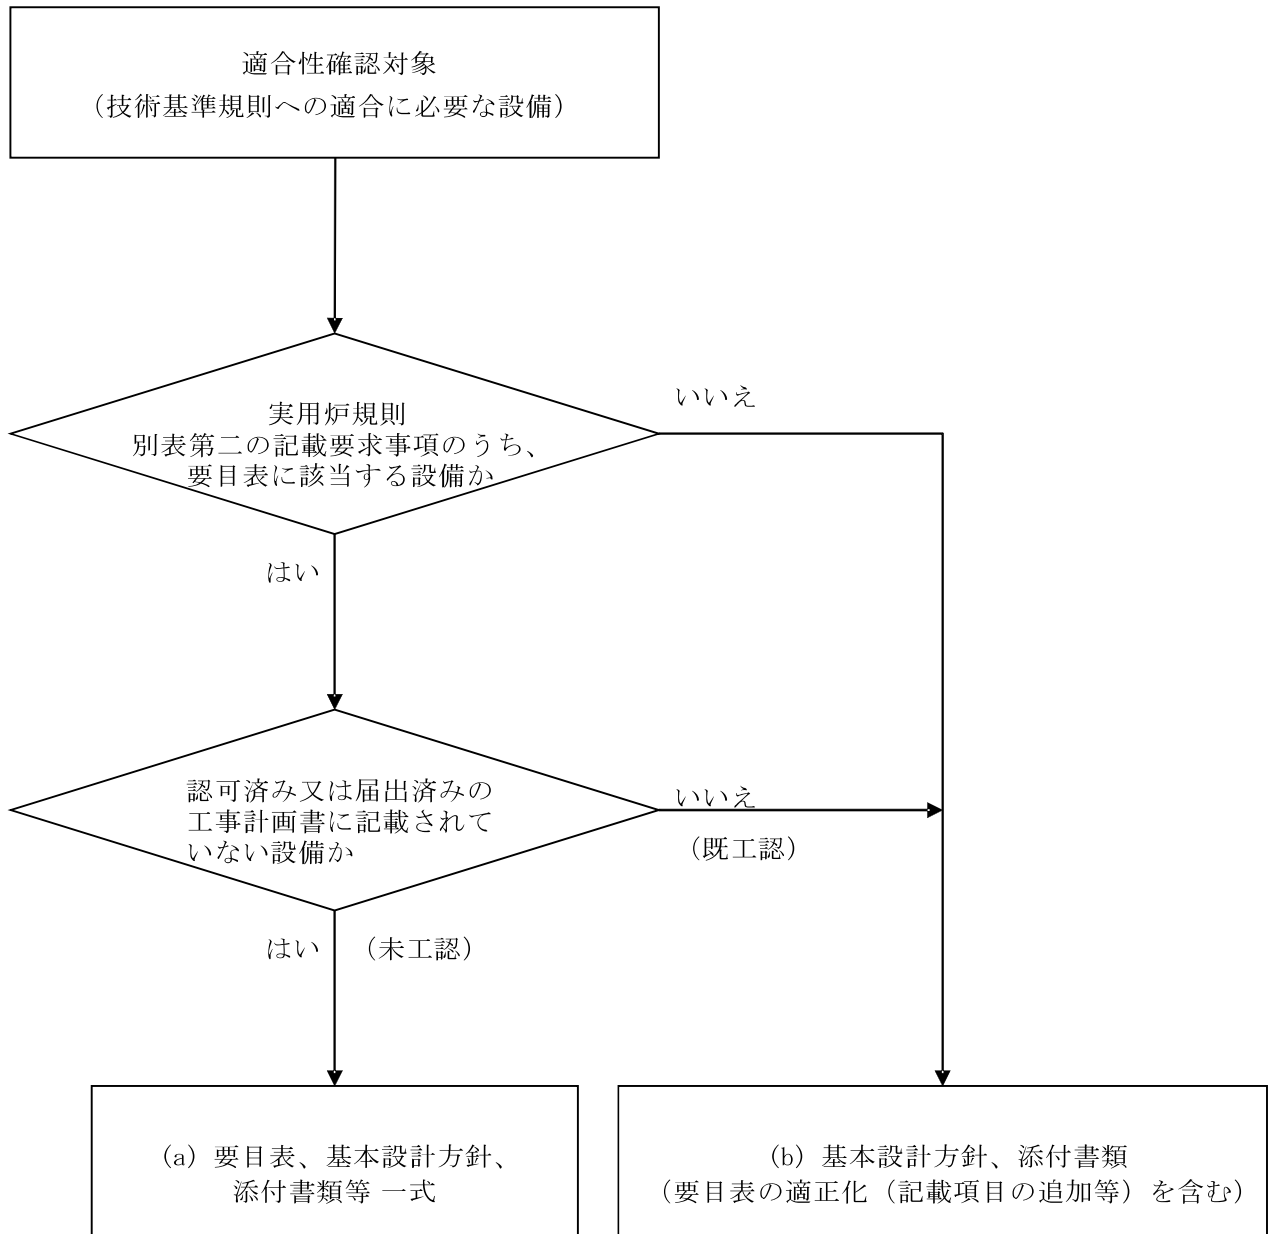 適合性確認対象
（技術基準規則への適合に必要な設備）
実用炉規則
別表第二の記載要求事項のうち、
要目表に該当する設備か
いいえ
はい
認可済み又は届出済みの
工事計画書に記載されて
いない設備か
いいえ
（既工認）
はい （未工認）
(a) 要目表、基本設計方針、
添付書類等 一式
(b) 基本設計方針、添付書類
（要目表の適正化（記載項目の追加等）を含む）